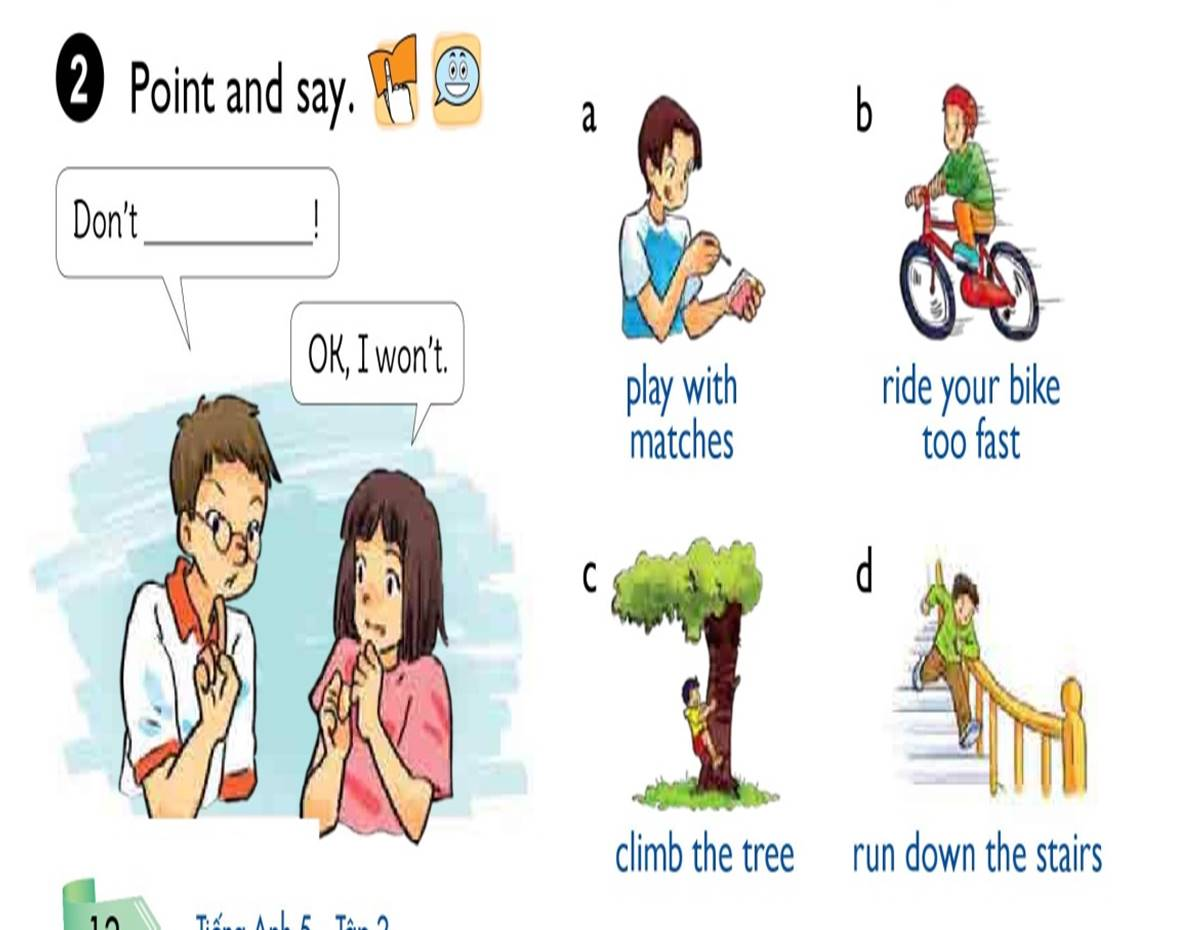 2 Point and say.
Don't ____________!
OK, I won't.
a
play with
matches
b
ride your bike
too fast
c
climb the tree
d
run down the stairs
Tiếng Anh 5 - Tập 2